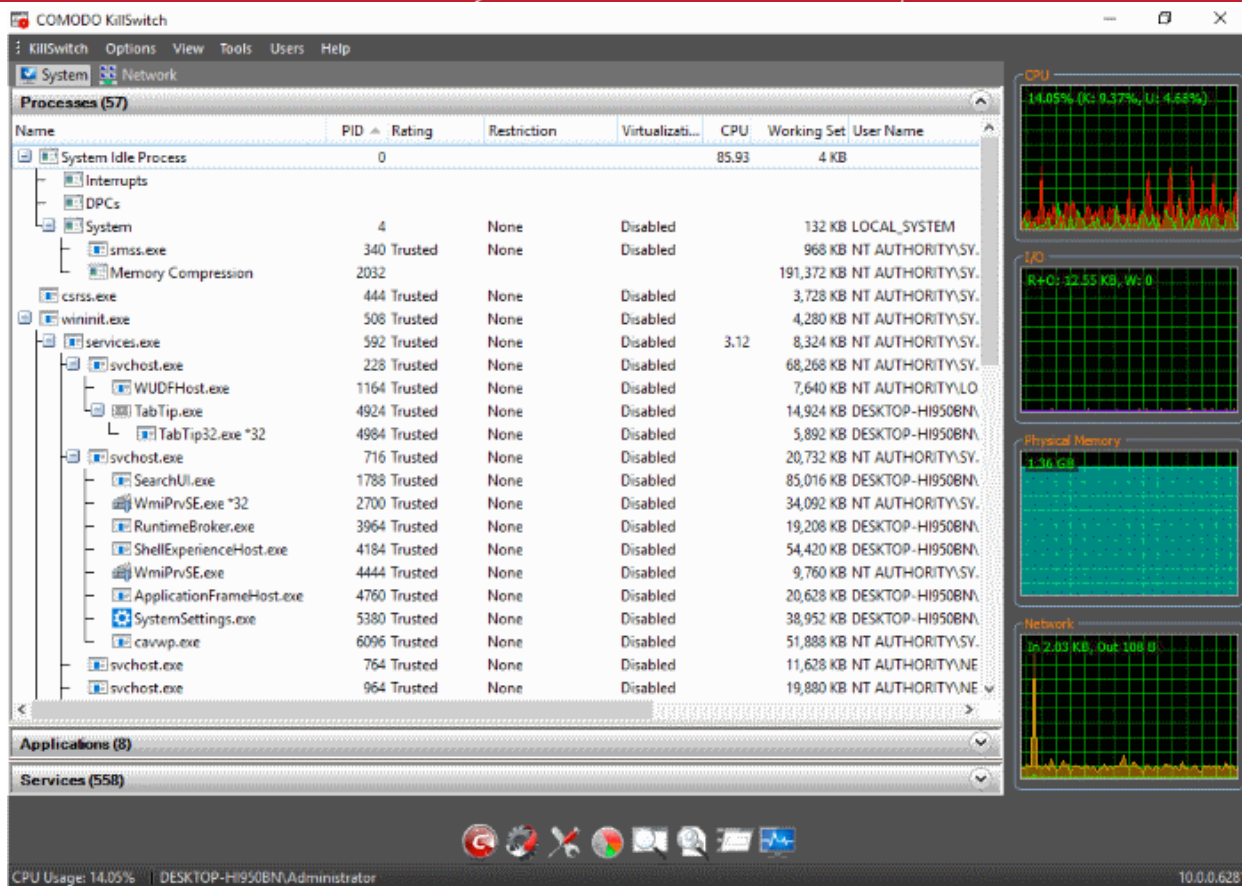 COMODO KillSwitch
KillSwitch Options View Tools Users Help
System Network
Processes (57)
Name PID Rating Restriction Virtualizati... CPU Working Set User Name
System Idle Process 0 85.93 4 KB
Interrupts
DPCs
System 4 None Disabled 132 KB LOCAL_SYSTEM
smss.exe 340 Trusted None Disabled 968 KB NT AUTHORITY\SY.
Memory Compression 2032 191,372 KB NT AUTHORITY\SY.
csrss.exe 444 Trusted None Disabled 3,728 KB NT AUTHORITY\SY.
wininit.exe 508 Trusted None Disabled 4,280 KB NT AUTHORITY\SY.
services.exe 592 Trusted None Disabled 3.12 8,324 KB NT AUTHORITY\SY.
svchost.exe 228 Trusted None Disabled 68,268 KB NT AUTHORITY\SY.
WUDFHost.exe 1164 Trusted None Disabled 7,640 KB NT AUTHORITY\LO
TabTip.exe 4924 Trusted None Disabled 14,924 KB DESKTOP-HI950BN\
TabTip32.exe *32 4984 Trusted None Disabled 5,892 KB DESKTOP-HI950BN\
svchost.exe 716 Trusted None Disabled 20,732 KB NT AUTHORITY\SY.
SearchUI.exe 1788 Trusted None Disabled 85,016 KB DESKTOP-HI950BN\
WmiPrvSE.exe *32 2700 Trusted None Disabled 34,092 KB NT AUTHORITY\SY.
RuntimeBroker.exe 3964 Trusted None Disabled 19,208 KB DESKTOP-HI950BN\
ShellExperienceHost.exe 4184 Trusted None Disabled 54,420 KB DESKTOP-HI950BN\
WmiPrvSE.exe 4444 Trusted None Disabled 9,760 KB NT AUTHORITY\SY.
ApplicationFrameHost.exe 4760 Trusted None Disabled 20,628 KB DESKTOP-HI950BN\
SystemSettings.exe 5380 Trusted None Disabled 38,952 KB DESKTOP-HI950BN\
cavwp.exe 6096 Trusted None Disabled 51,888 KB NT AUTHORITY\SY.
svchost.exe 764 Trusted None Disabled 11,628 KB NT AUTHORITY\NE
svchost.exe 964 Trusted None Disabled 19,880 KB NT AUTHORITY\NE
Applications (8)
Services (558)
CPU
14.05% (K: 9.37%, U: 4.68%)
I/O
R+O: 12.55 KB, W: 0
Physical Memory
1.36 GB
Network
In 2.03 KB, Out 108 B
CPU Usage: 14.05% DESKTOP-HI950BN\Administrator 10.0.0.628